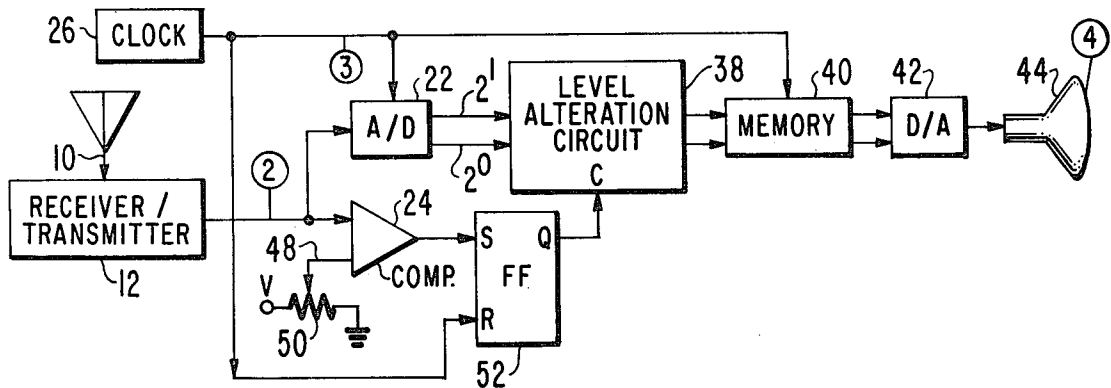 26
CLOCK
3
22
2¹
2⁰
A/D
LEVEL
ALTERATION
CIRCUIT
C
38
40
MEMORY
42
D/A
44
4
10
RECEIVER /
TRANSMITTER
12
2
24
COMP.
48
V
50
S
Q
FF
R
52